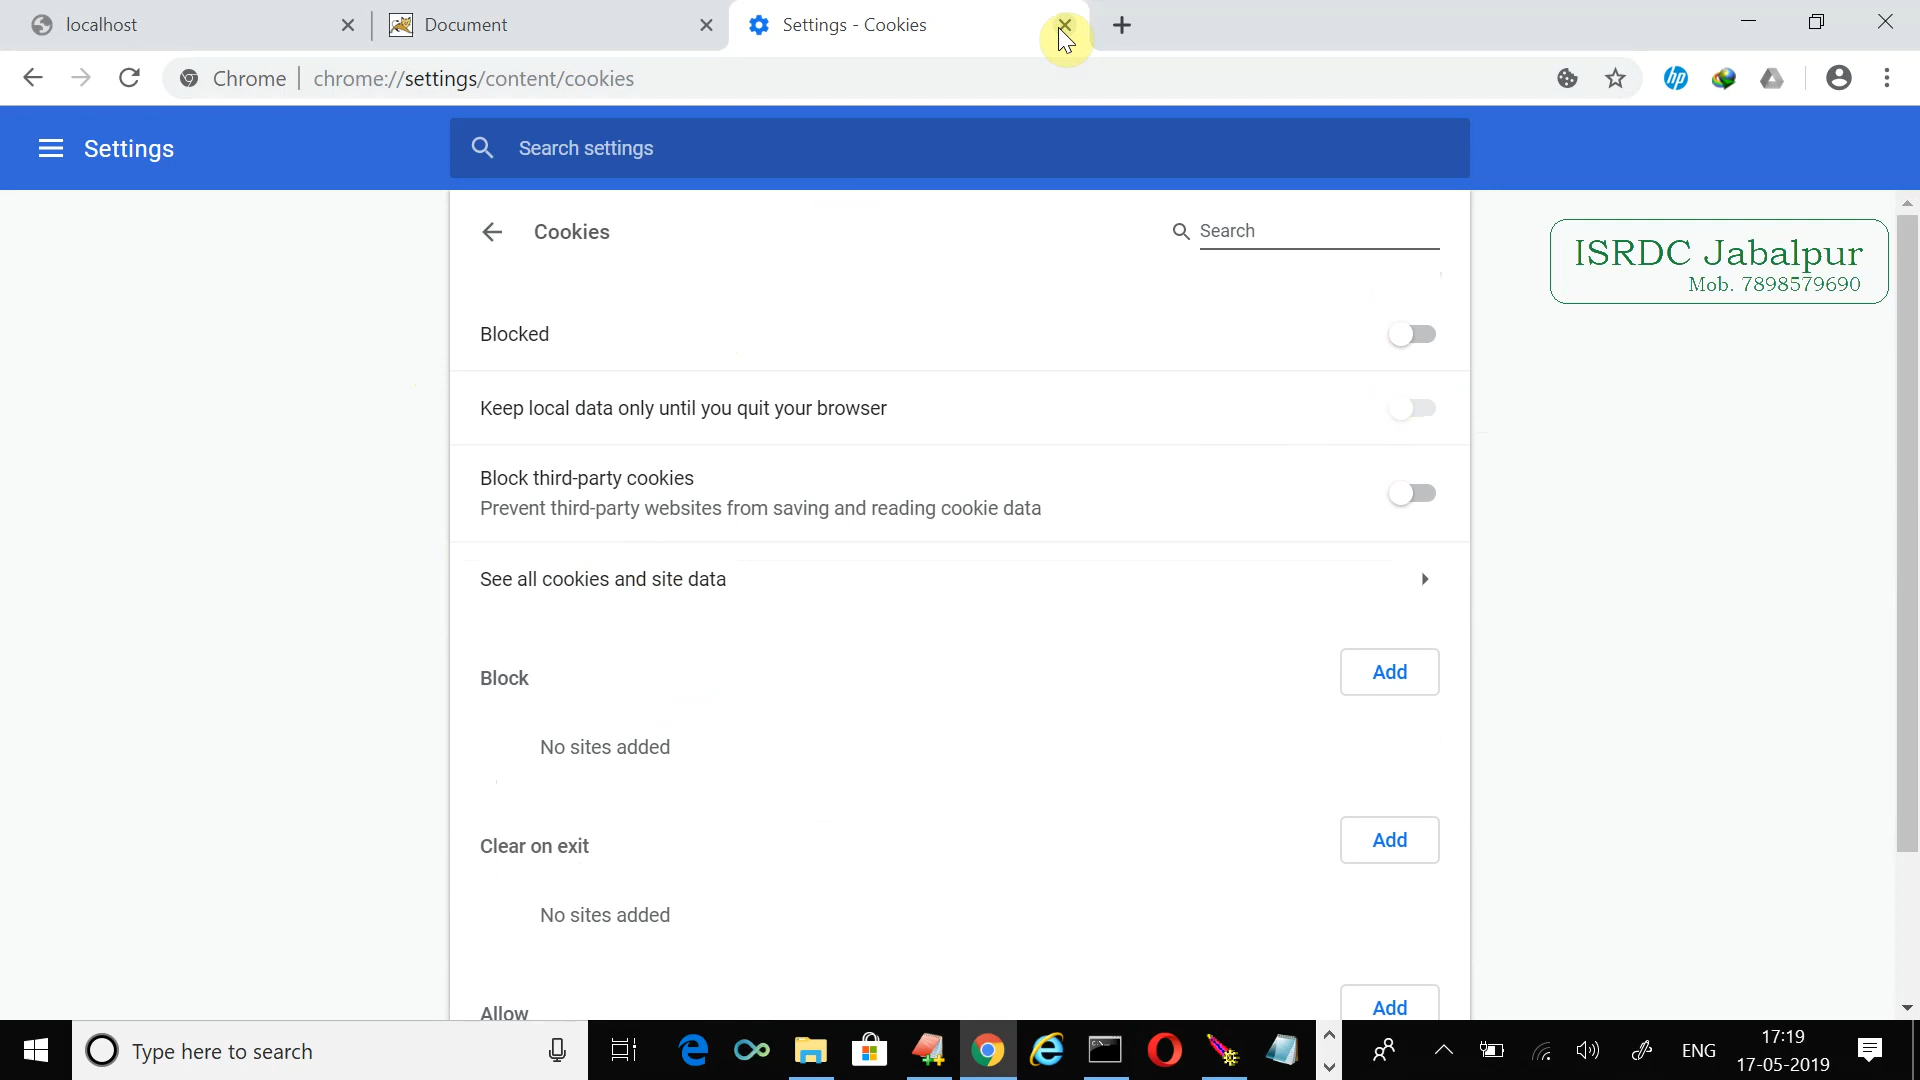 localhost
Document
Settings - Cookies
Chrome
chrome://settings/content/cookies
hp
Settings
Search settings
Cookies
Search
ISRDC Jabalpur
Mob. 7898579690
Blocked
Keep local data only until you quit your browser
Block third-party cookies
Prevent third-party websites from saving and reading cookie data
See all cookies and site data
Block
Add
No sites added
Clear on exit
Add
No sites added
Allow
Add
Type here to search
ENG
17:19
17-05-2019